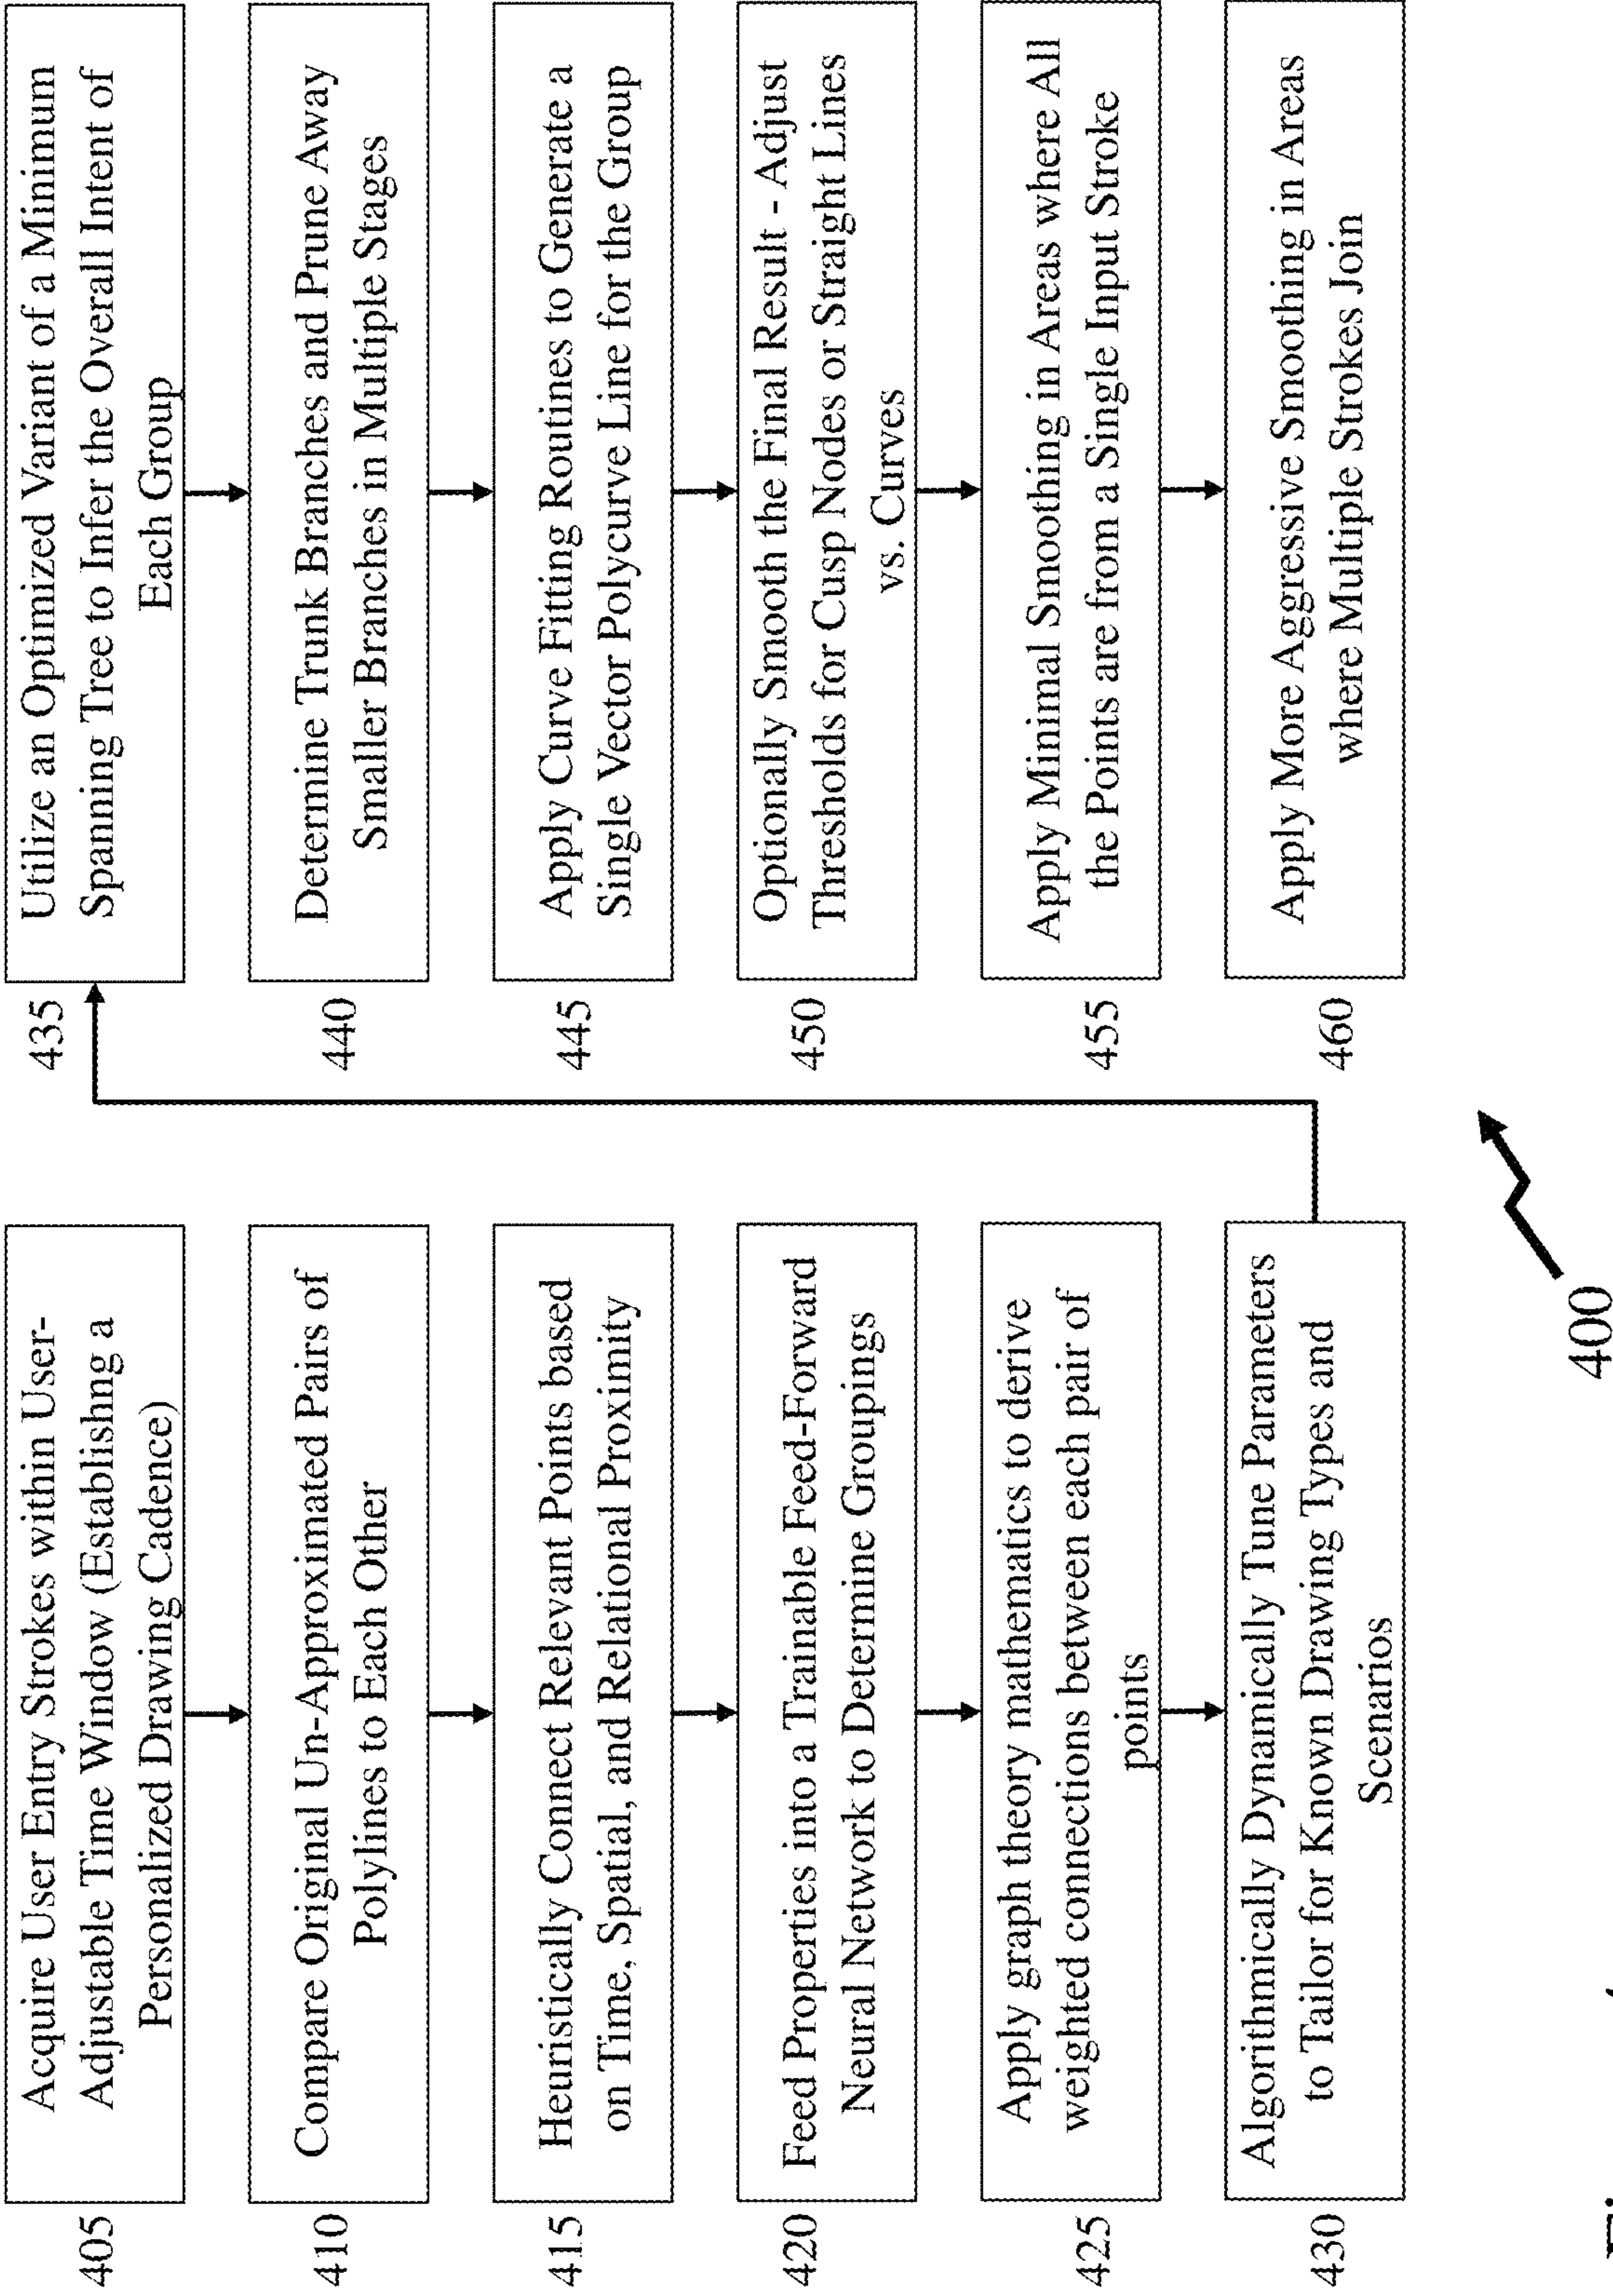 405
Acquire User Entry Strokes within User-
Adjustable Time Window (Establishng a
Personalized Drawing Cadence)
410
Compare Original Un-Approximated Pairs of
Polylines to Each Other
415
Heuristically Connect Relevant Points based
on Time, Spatial, and Relational Proximity
420
Feed Properties into a Trainable Feed-Forward
Neural Network to Determine Groupings
425
Apply graph theory mathematics to derive
weighted connections between each pair of
points
430
Algorithmically Dynamically Tune Parameters
to Tailor for Known Drawing Types and
Scenarios
435
Utilize an Optimized Variant of a Minimum
Spanning Tree to Infer the Overall Intent of
Each Group
440
Determine Trunk Branches and Prune Away
Smaller Branches in Multiple Stages
445
Apply Curve Fitting Routines to Generate a
Single Vector Polycurve Line for the Group
450
Optionally Smooth the Final Result - Adjust
Thresholds for Cusp Nodes or Straight Lines
vs. Curves
455
Apply Minimal Smoothing in Areas where All
the Points are from a Single Input Stroke
460
Apply More Aggressive Smoothing in Areas
where Multiple Strokes Join
400